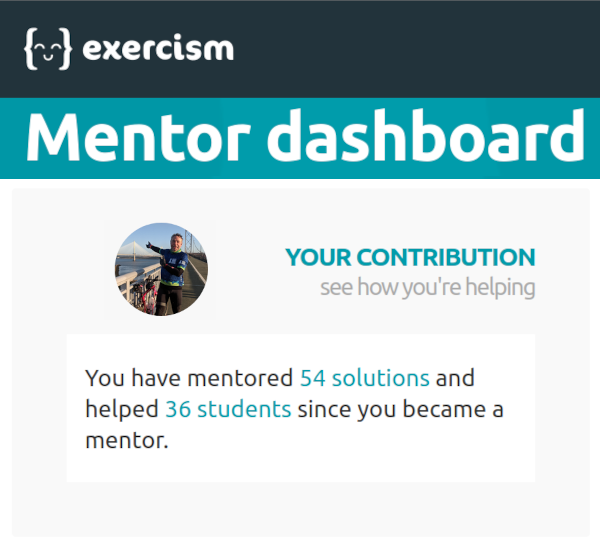 exercism
Mentor dashboard
YOUR CONTRIBUTION
see how you're helping
You have mentored 54 solutions and
helped 36 students since you became a
mentor.